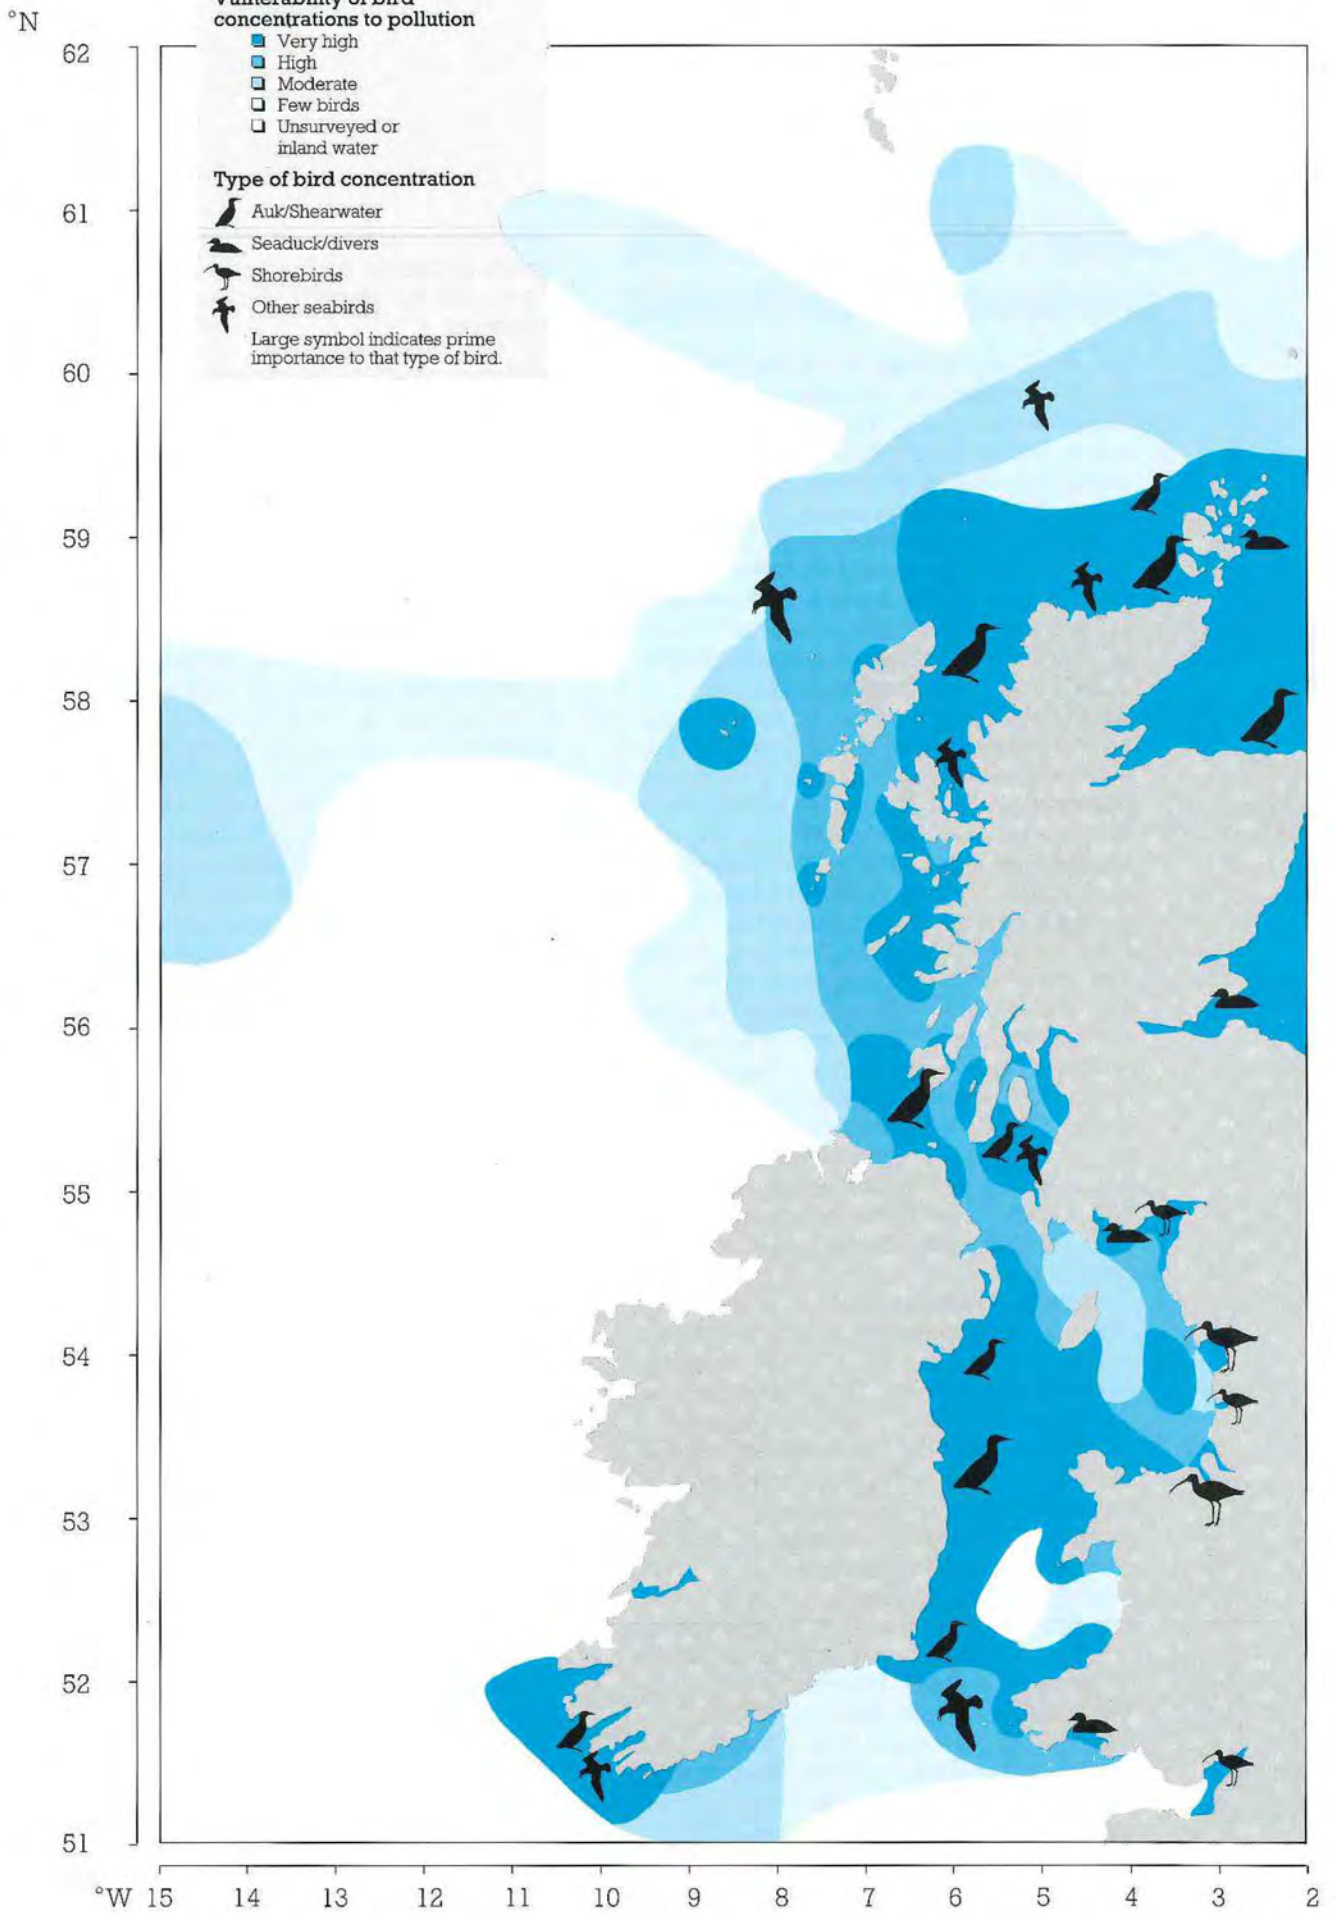 °N
Vulnerability of bird
concentrations to pollution
Very high
High
Moderate
Few birds
Unsurveyed or
inland water
Type of bird concentration
Auk/Shearwater
Seaduck/divers
Shorebirds
Other seabirds
Large symbol indicates prime
importance to that type of bird.
62
61
60
59
58
57
56
55
54
53
52
51
°W 15 14 13 12 11 10 9 8 7 6 5 4 3 2